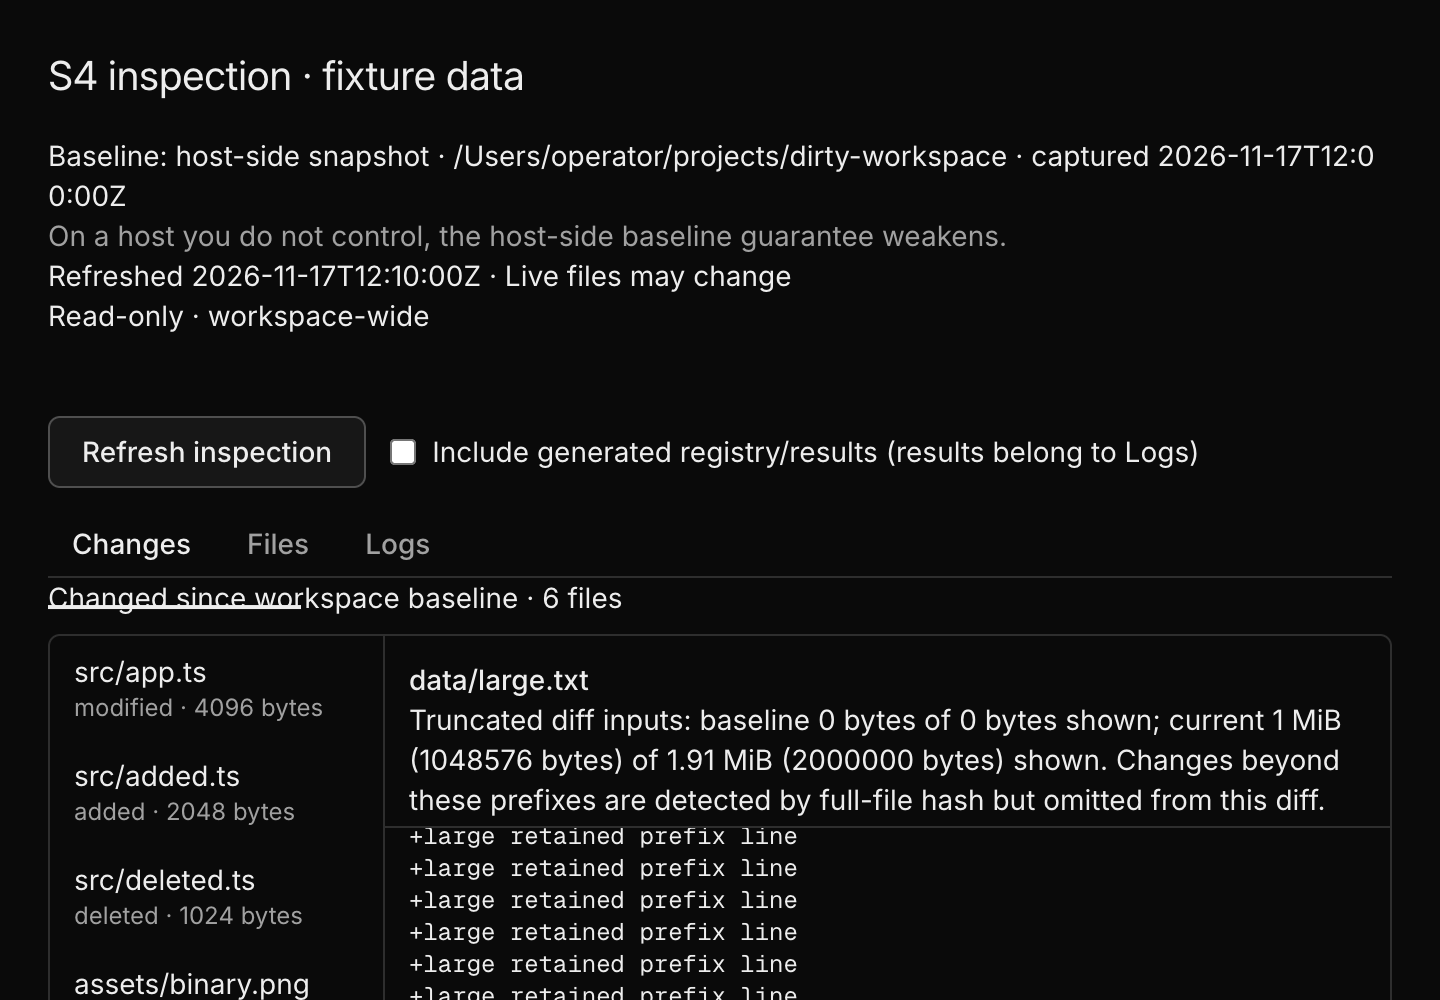 S4 inspection · fixture data
Baseline: host-side snapshot · /Users/operator/projects/dirty-workspace · captured 2026-11-17T12:0
0:00Z
On a host you do not control, the host-side baseline guarantee weakens.
Refreshed 2026-11-17T12:10:00Z · Live files may change
Read-only · workspace-wide
Refresh inspection
Include generated registry/results (results belong to Logs)
Changes
Files
Logs
Changed since workspace baseline · 6 files
src/app.ts
modified · 4096 bytes
src/added.ts
added · 2048 bytes
src/deleted.ts
deleted · 1024 bytes
assets/binary.png
data/large.txt
Truncated diff inputs: baseline 0 bytes of 0 bytes shown; current 1 MiB
(1048576 bytes) of 1.91 MiB (2000000 bytes) shown. Changes beyond
these prefixes are detected by full-file hash but omitted from this diff.
+large retained prefix line
+large retained prefix line
+large retained prefix line
+large retained prefix line
+large retained prefix line
+large retained prefix line